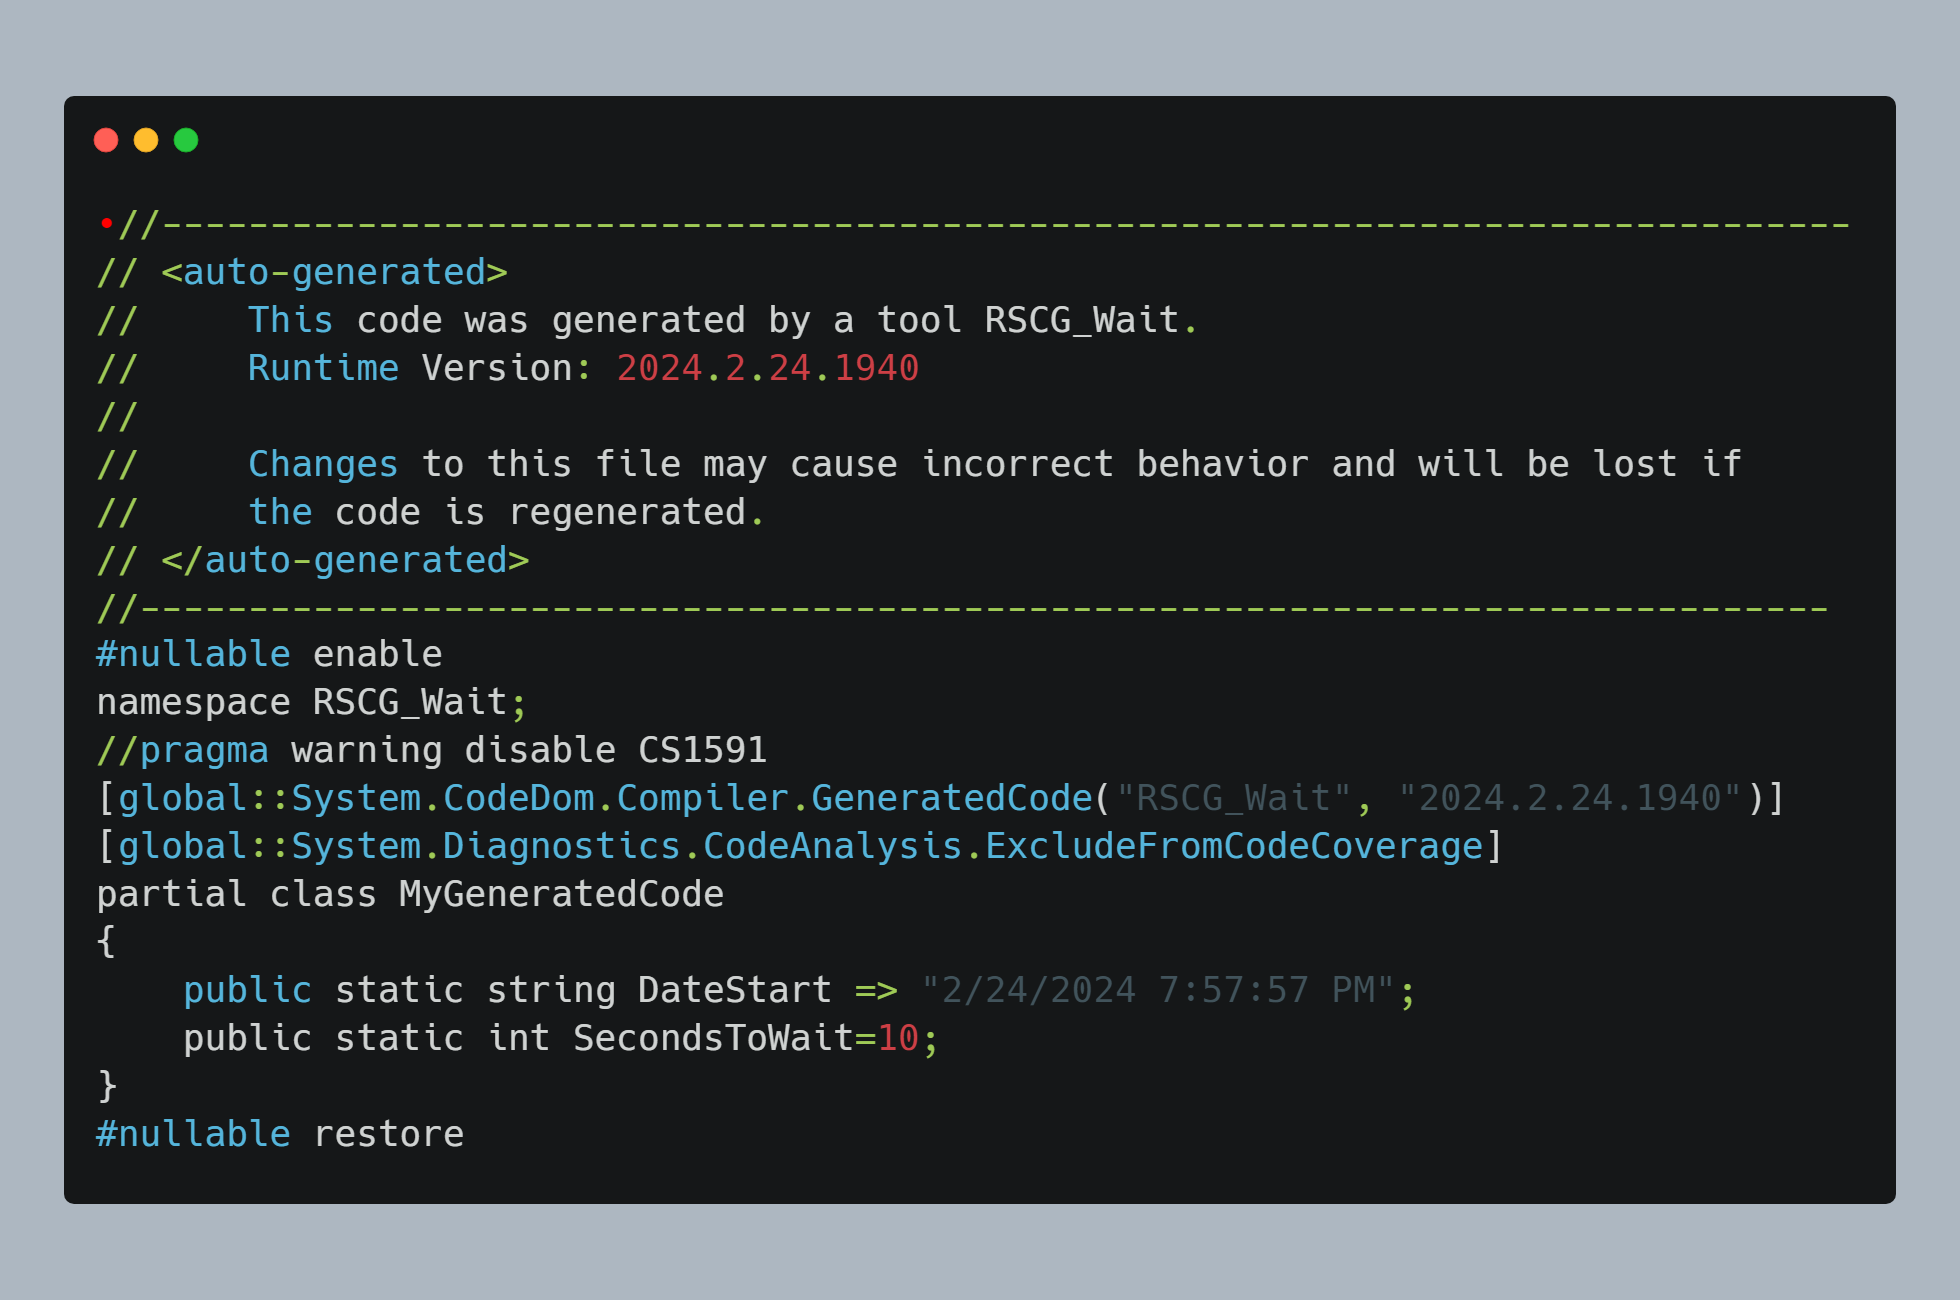 •//------------------------------------------------------------------------------
// <auto-generated>
//     This code was generated by a tool RSCG_Wait.
//     Runtime Version: 2024.2.24.1940
//
//     Changes to this file may cause incorrect behavior and will be lost if
//     the code is regenerated.
// </auto-generated>
//------------------------------------------------------------------------------
#nullable enable
namespace RSCG_Wait;
//pragma warning disable CS1591
[global::System.CodeDom.Compiler.GeneratedCode("RSCG_Wait", "2024.2.24.1940")]
[global::System.Diagnostics.CodeAnalysis.ExcludeFromCodeCoverage]
partial class MyGeneratedCode
{
    public static string DateStart => "2/24/2024 7:57:57 PM";
    public static int SecondsToWait=10;
}
#nullable restore